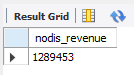 Result Grid
nodis_revenue
1289453